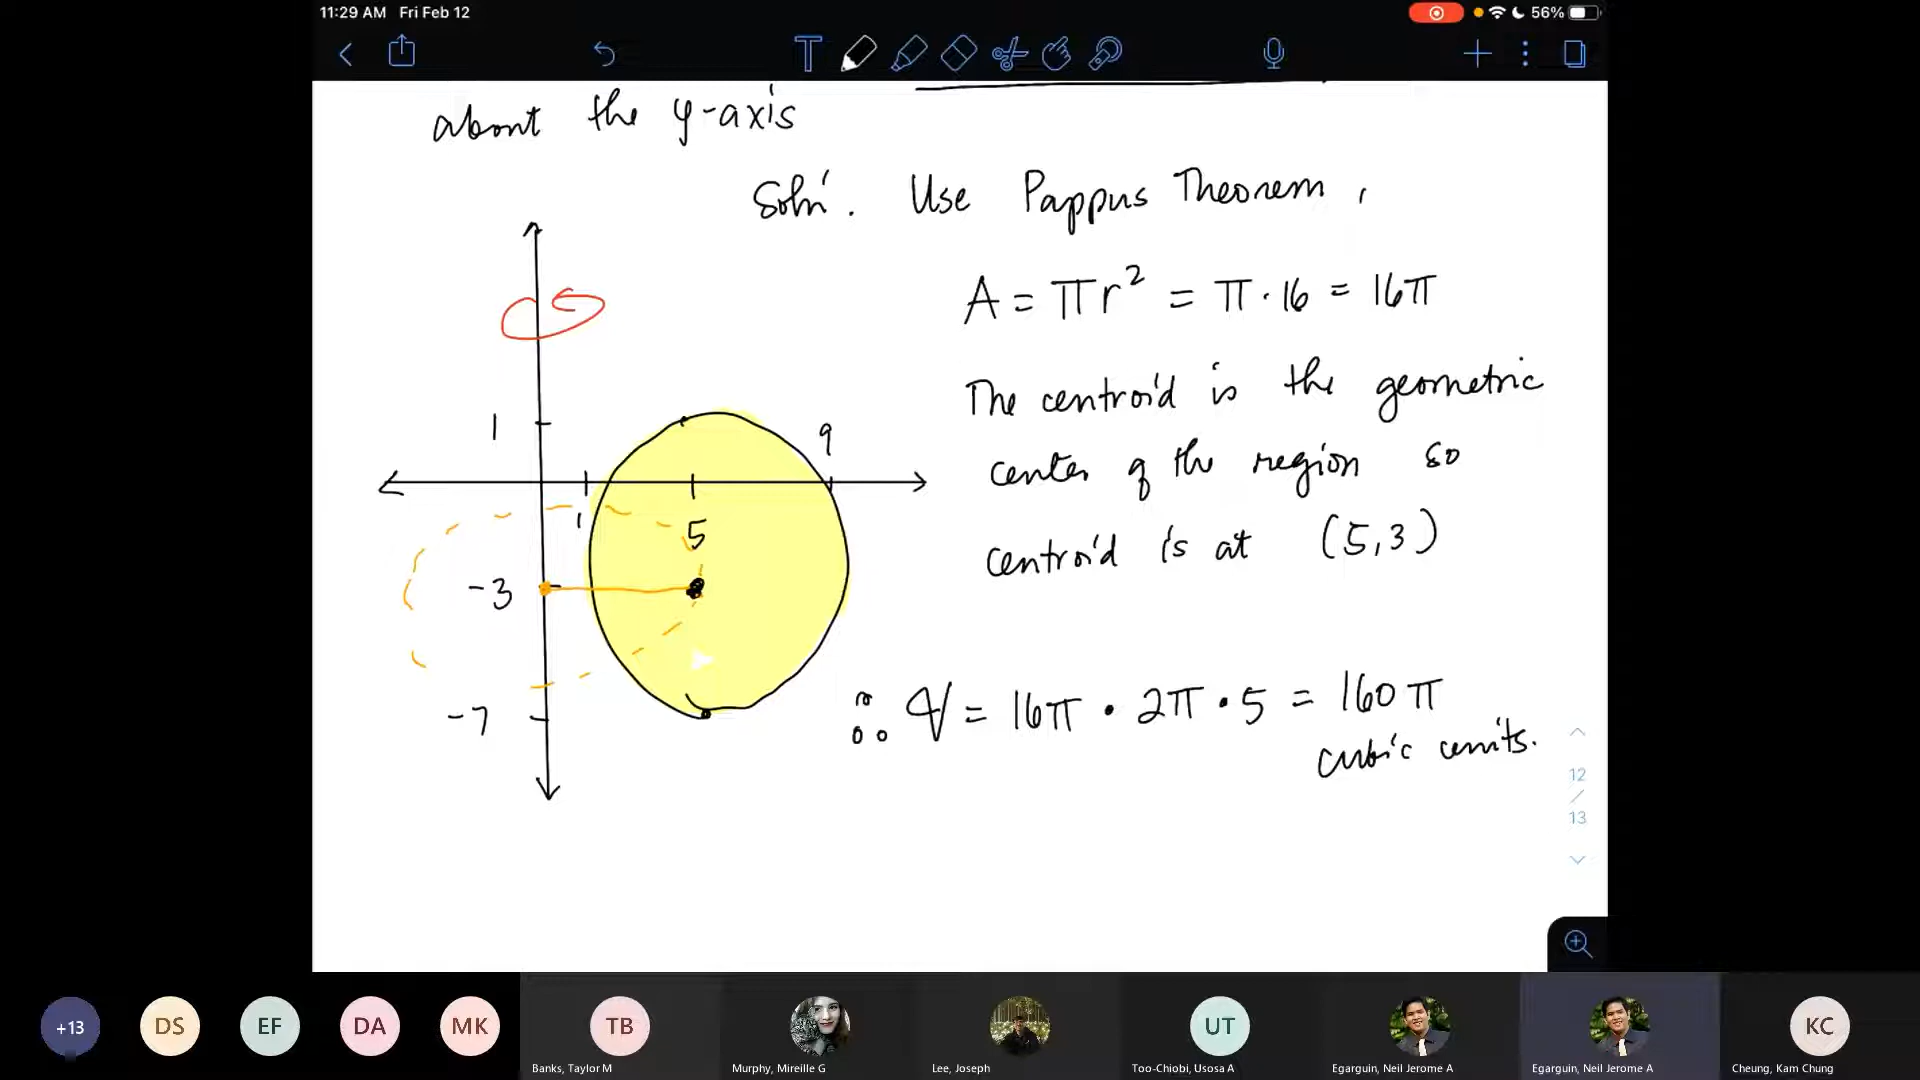 11:29 AM Fri Feb 12
56%
about the y-axis
Soln'. Use Pappus Theorem,
A = πr² = π·16 = 16π
The centroid is the geometric
center of the region so
centroid is at (5,3)
1
9
1
5
-3
-7
∴ V = 16π · 2π · 5 = 160π
cubic units.
12
/
13
+13
DS
EF
DA
MK
TB
UT
KC
Banks, Taylor M
Murphy, Mireille G
Lee, Joseph
Too-Chiobi, Usosa A
Egarguin, Neil Jerome A
Egarguin, Neil Jerome A
Cheung, Kam Chung